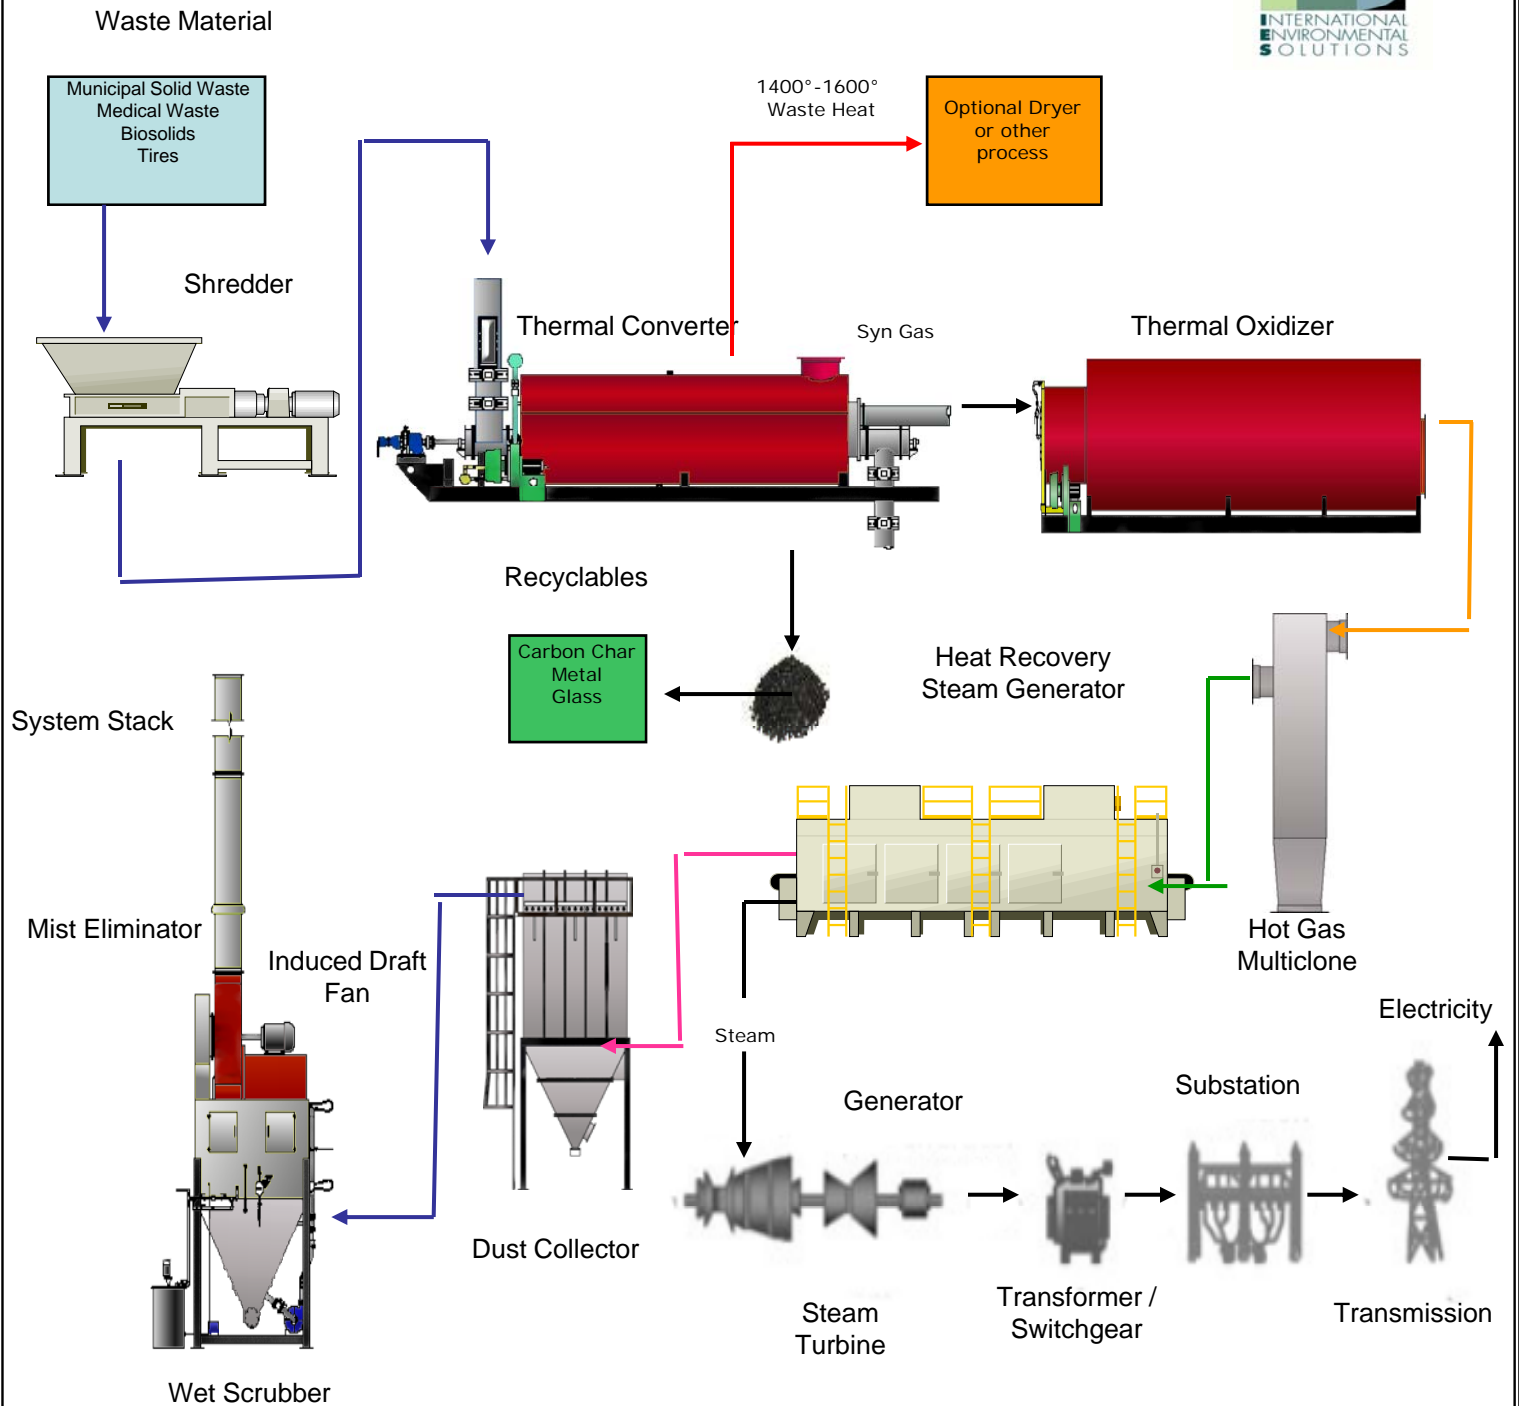 Waste Material
INTERNATIONAL
ENVIRONMENTAL
SOLUTIONS
Municipal Solid Waste
Medical Waste
Biosolids
Tires
1400°-1600°
Waste Heat
Optional Dryer
or other
process
Shredder
Thermal Converter
Syn Gas
Thermal Oxidizer
Recyclables
Carbon Char
Metal
Glass
Heat Recovery
Steam Generator
System Stack
Mist Eliminator
Induced Draft
Fan
Hot Gas
Multiclone
Electricity
Steam
Generator
Substation
Dust Collector
Steam
Turbine
Transformer /
Switchgear
Transmission
Wet Scrubber